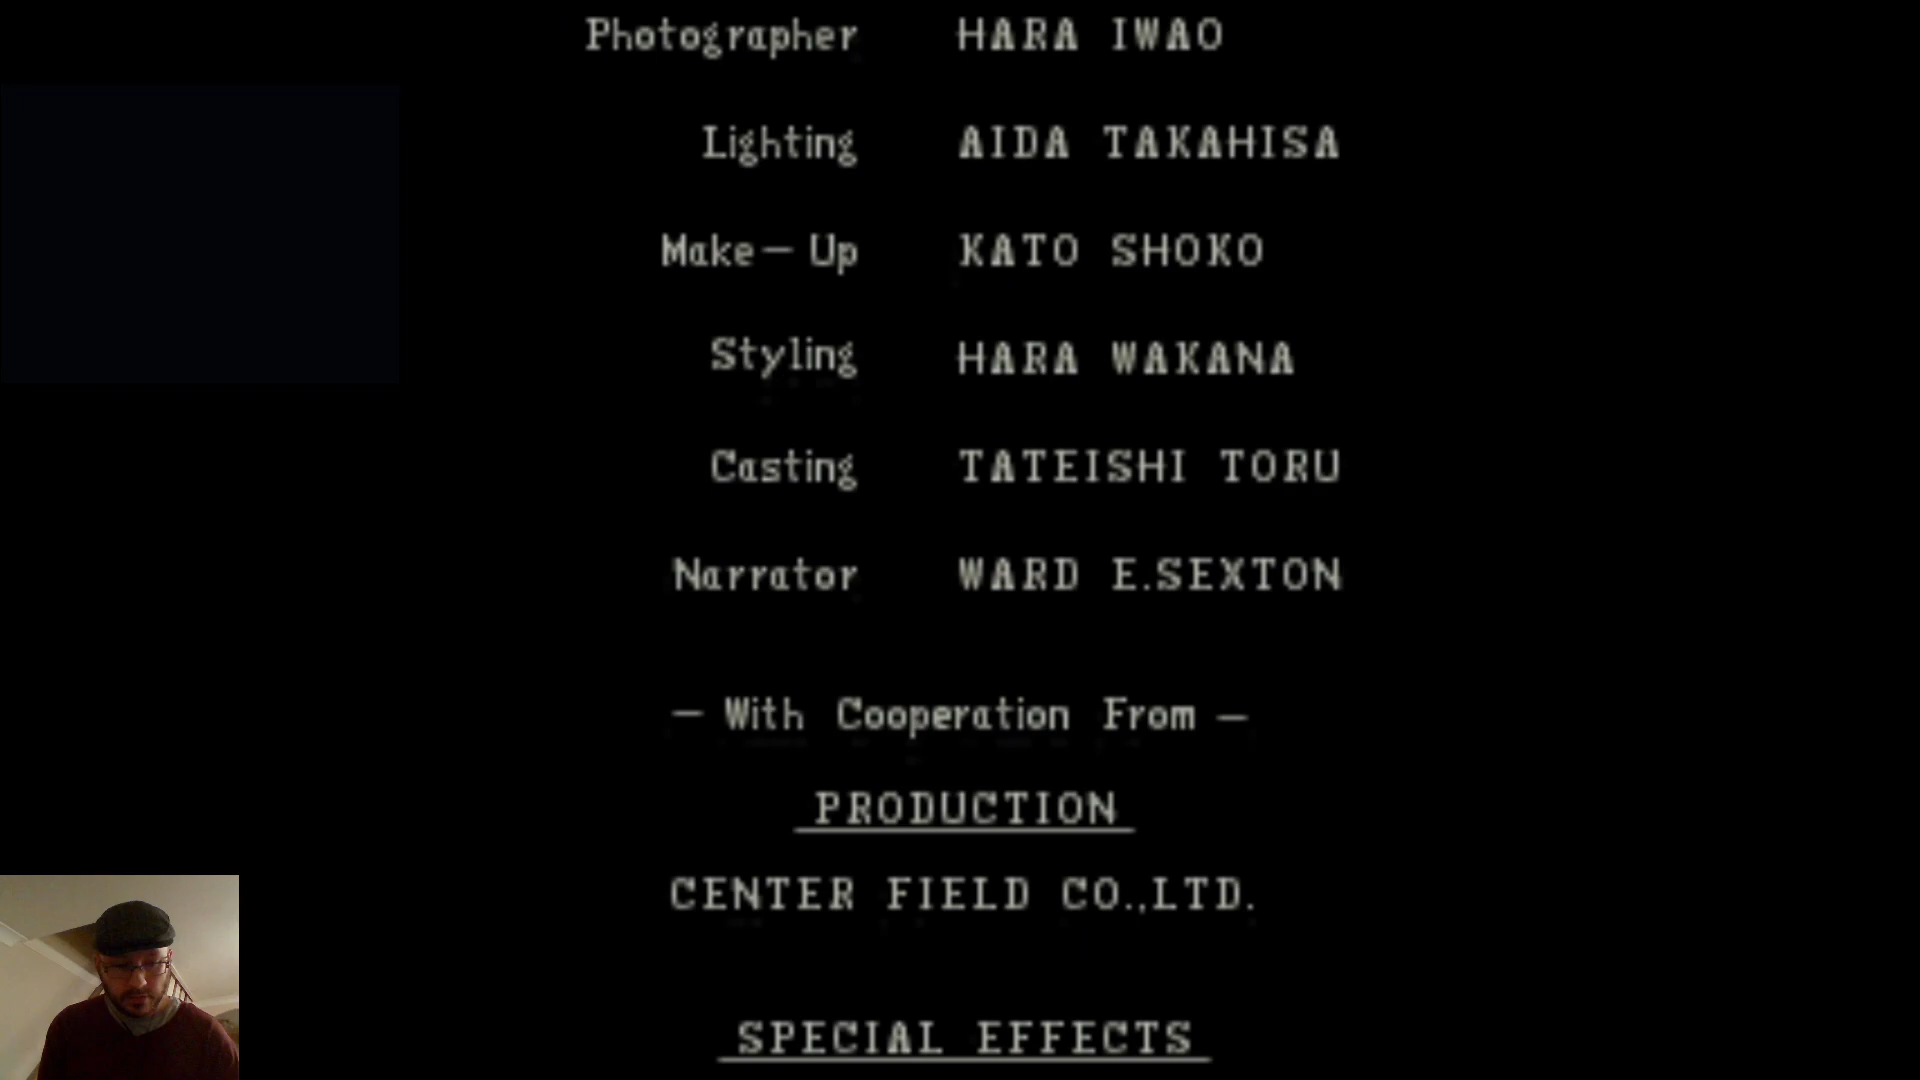 Photographer HARA IWAO
Lighting AIDA TAKAHISA
Make-Up KATO SHOKO
Styling HARA WAKANA
Casting TATEISHI TORU
Narrator WARD E.SEXTON
- With Cooperation From -
PRODUCTION
CENTER FIELD CO.,LTD.
SPECIAL EFFECTS